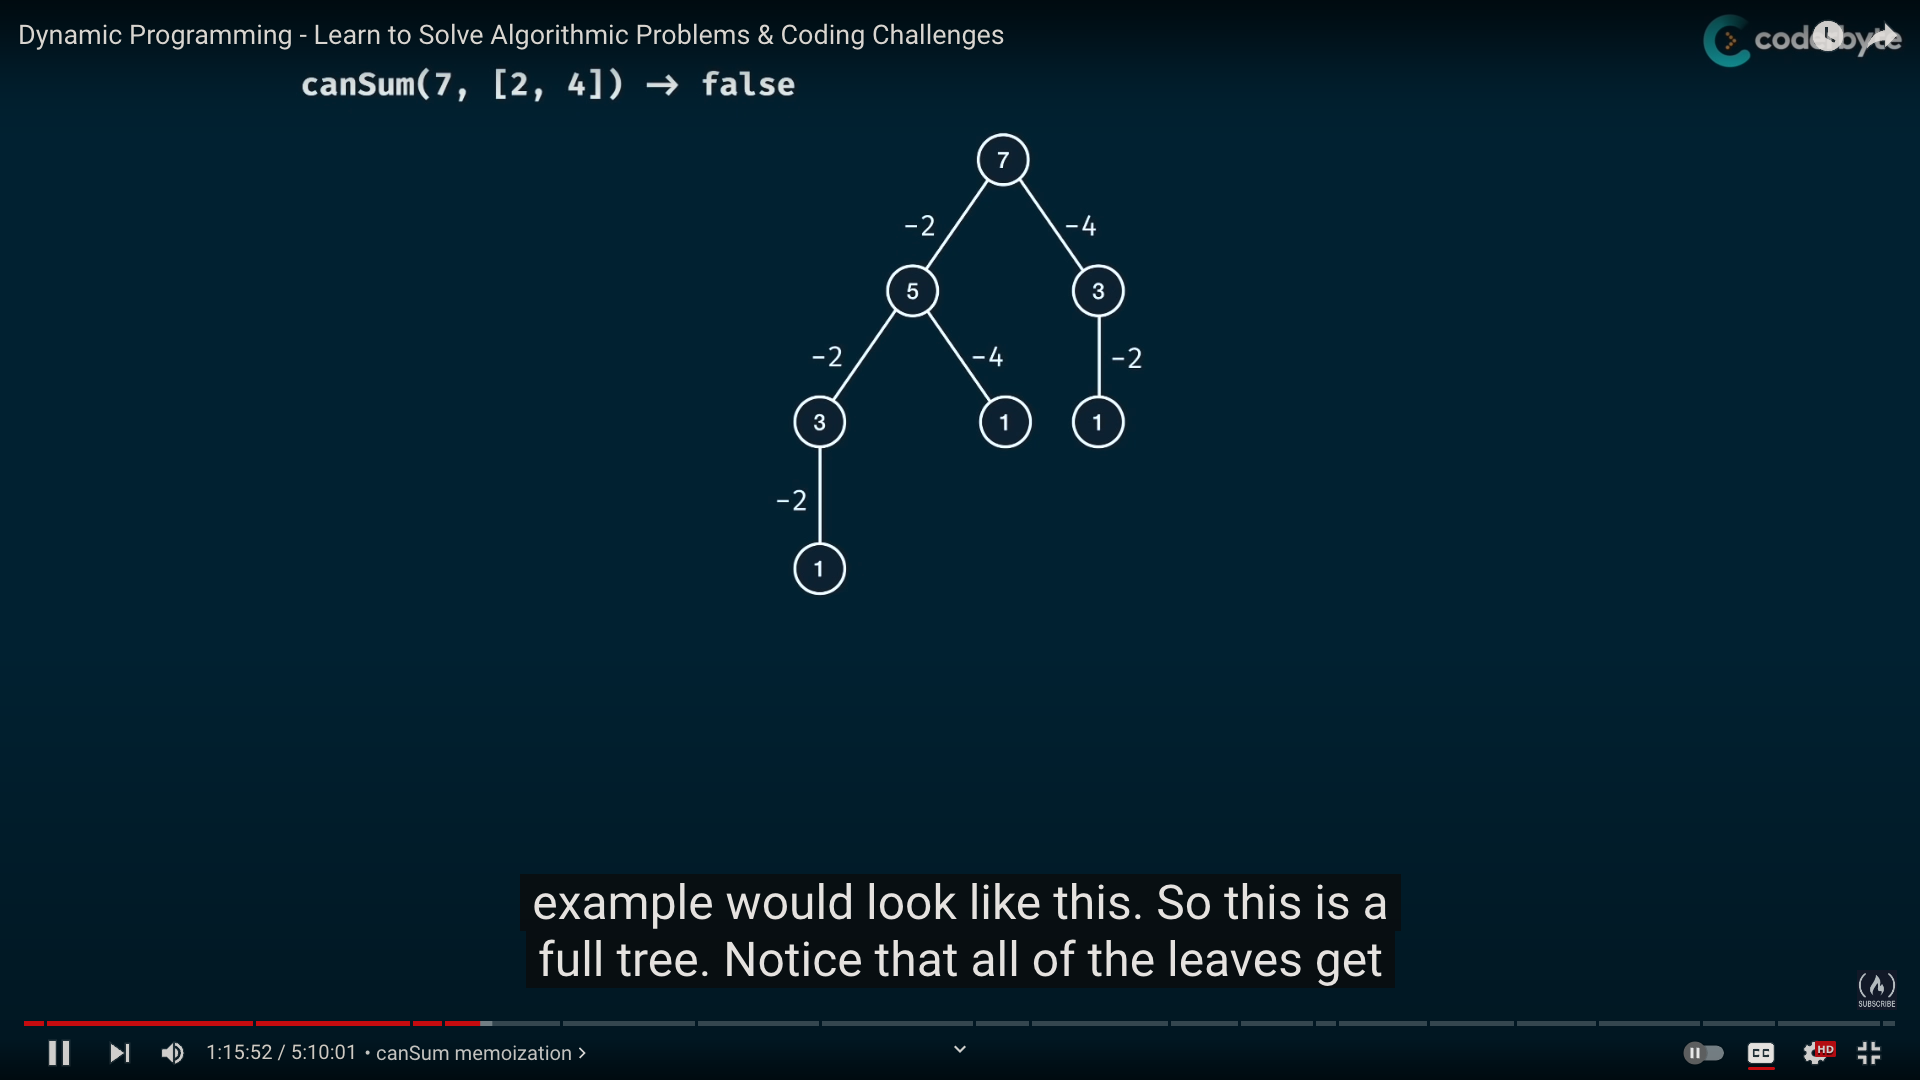 Dynamic Programming - Learn to Solve Algorithmic Problems & Coding Challenges
coderbyte
canSum(7, [2, 4]) → false
7
-2
-4
5
3
-2
-4
-2
3
1
1
-2
1
example would look like this. So this is a
full tree. Notice that all of the leaves get
SUBSCRIBE
1:15:52 / 5:10:01 • canSum memoization >
CC
HD